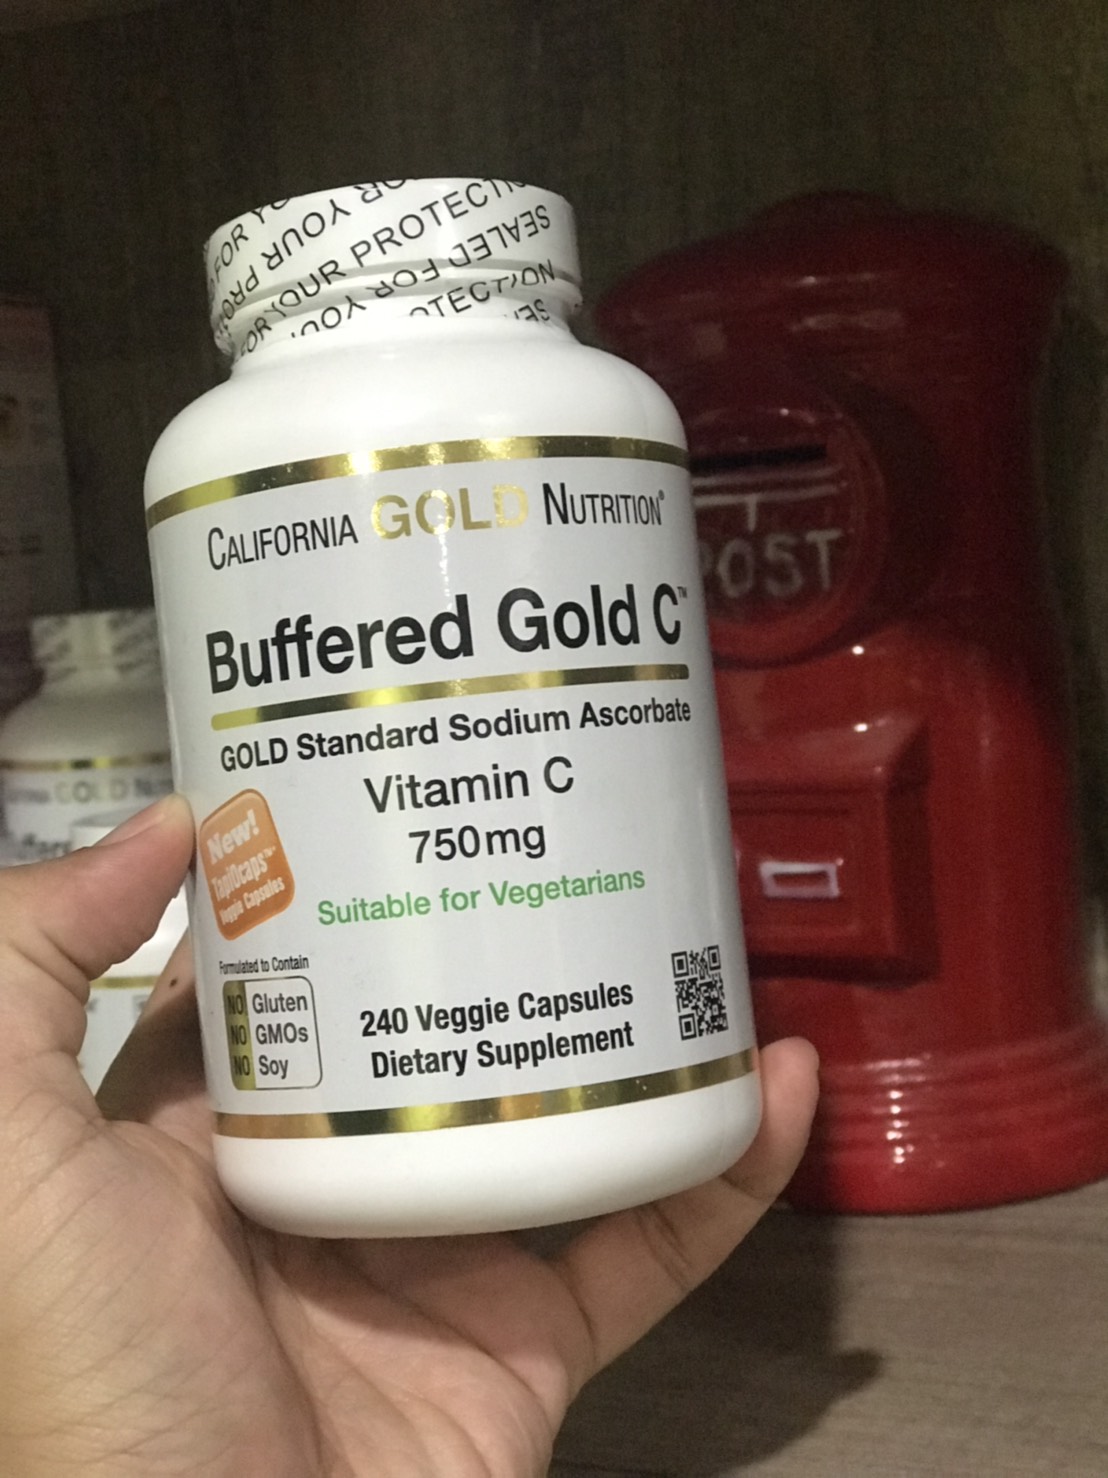 FOR YOUR PROTECTION
SEALED FOR YOUR
CALIFORNIA GOLD NUTRITION®
Buffered Gold C™
GOLD Standard Sodium Ascorbate
Vitamin C
750mg
New!
TapiOcaps™
Veggie Capsules
Suitable for Vegetarians
Formulated to Contain
NO Gluten
NO GMOs
NO Soy
240 Veggie Capsules
Dietary Supplement
POST
GOLD